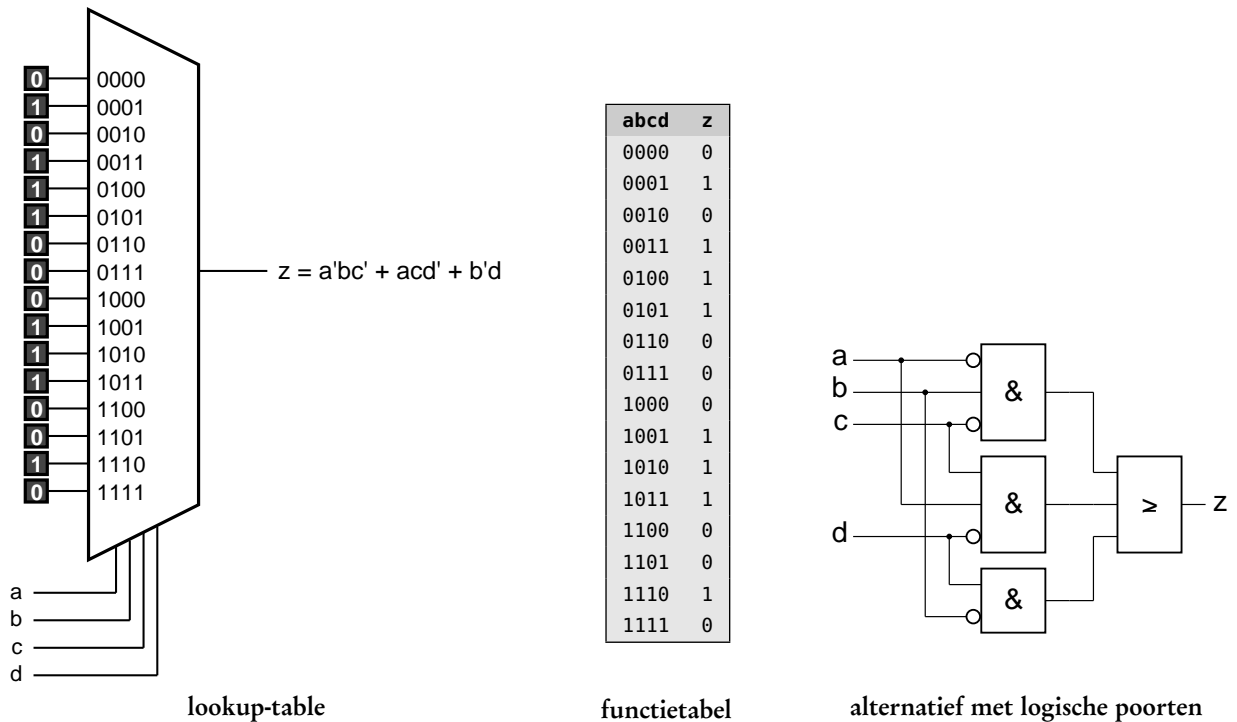 0 0000
1 0001
0 0010
1 0011
1 0100
1 0101
0 0110
0 0111
0 1000
1 1001
1 1010
1 1011
0 1100
0 1101
1 1110
0 1111
z = a'bc' + acd' + b'd
a
b
c
d
lookup-table
abcd z
0000 0
0001 1
0010 0
0011 1
0100 1
0101 1
0110 0
0111 0
1000 0
1001 1
1010 1
1011 1
1100 0
1101 0
1110 1
1111 0
functietabel
a
b
c
d
&
&
&
≥
z
alternatief met logische poorten